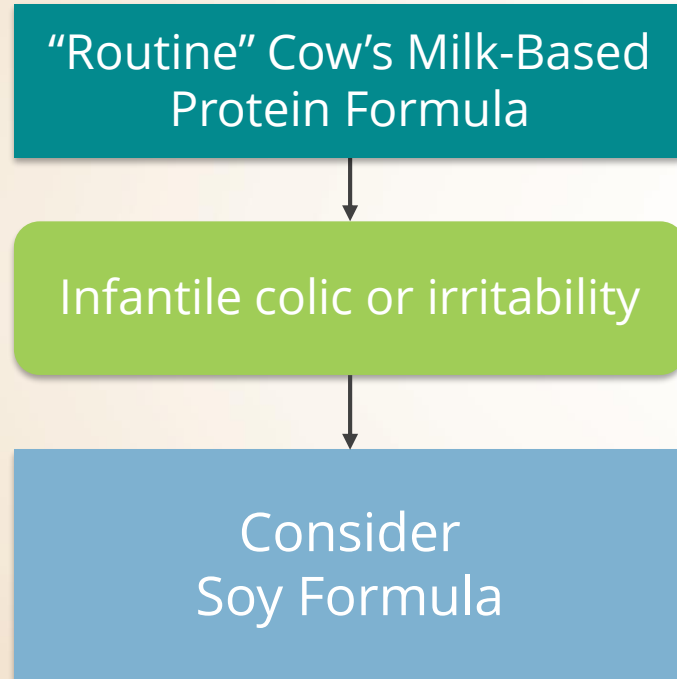 “Routine” Cow’s Milk-Based
Protein Formula
Infantile colic or irritability
Consider
Soy Formula